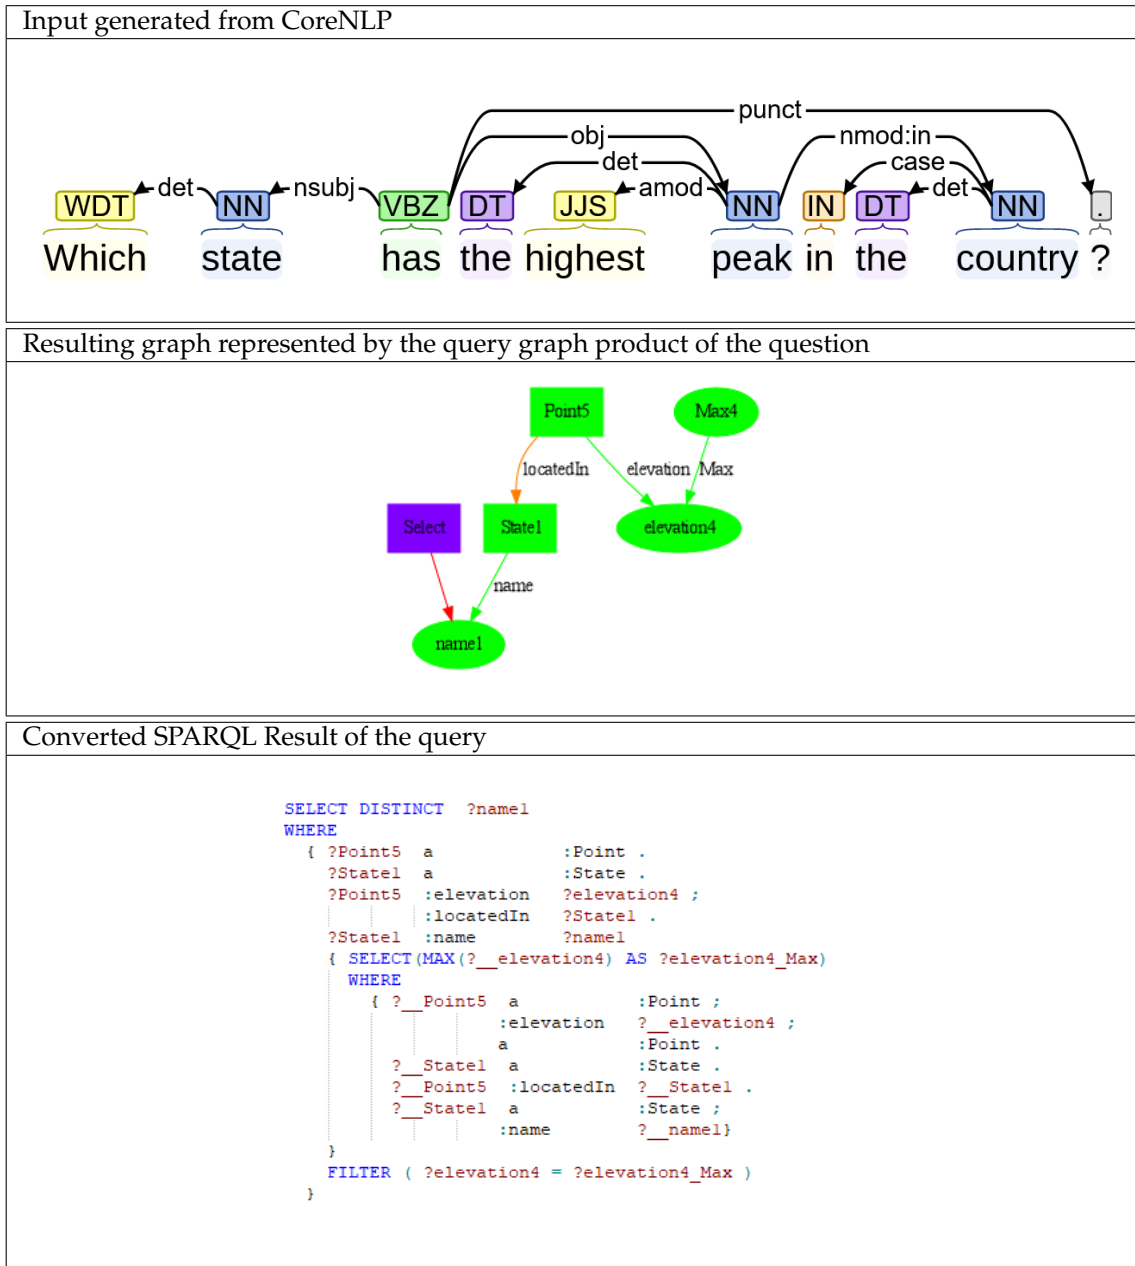 Input generated from CoreNLP
punct
obj nmod:in
det case
det nsubj amod det
WDT NN VBZ DT JJS NN IN DT NN .
Which state has the highest peak in the country ?
Resulting graph represented by the query graph product of the question
Point5 Max4
locatedIn elevation Max
Select State1 elevation4
name
name1
Converted SPARQL Result of the query
SELECT DISTINCT ?name1
WHERE
{ ?Point5 a :Point .
?State1 a :State .
?Point5 :elevation ?elevation4 ;
:locatedIn ?State1 .
?State1 :name ?name1
{ SELECT(MAX(?__elevation4) AS ?elevation4_Max)
WHERE
{ ?__Point5 a :Point ;
:elevation ?__elevation4 ;
a :Point .
?__State1 a :State .
?__Point5 :locatedIn ?__State1 .
?__State1 a :State ;
:name ?__name1}
}
FILTER ( ?elevation4 = ?elevation4_Max )
}